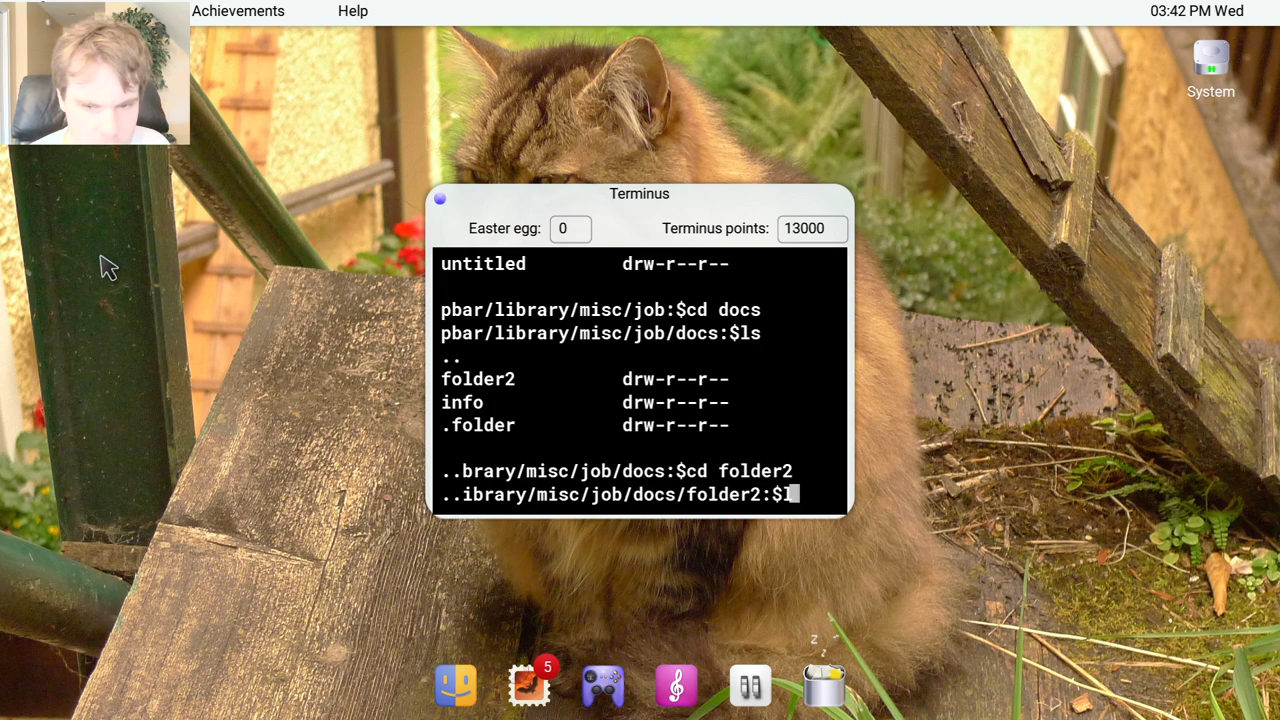 Achievements Help 03:42 PM Wed
System
Terminus
Easter egg: 0 Terminus points: 13000
untitled drw-r--r--
pbar/library/misc/job:$cd docs
pbar/library/misc/job/docs:$ls
..
folder2 drw-r--r--
info drw-r--r--
.folder drw-r--r--
..brary/misc/job/docs:$cd folder2
..ibrary/misc/job/docs/folder2:$l
z
z
5